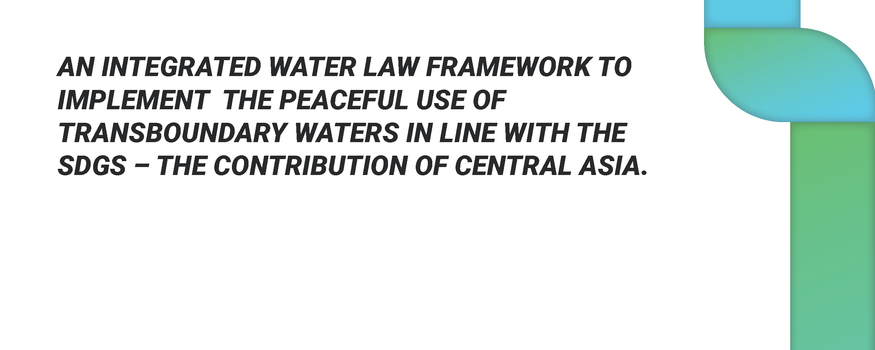 AN INTEGRATED WATER LAW FRAMEWORK TO
IMPLEMENT  THE PEACEFUL USE OF
TRANSBOUNDARY WATERS IN LINE WITH THE
SDGS – THE CONTRIBUTION OF CENTRAL ASIA.